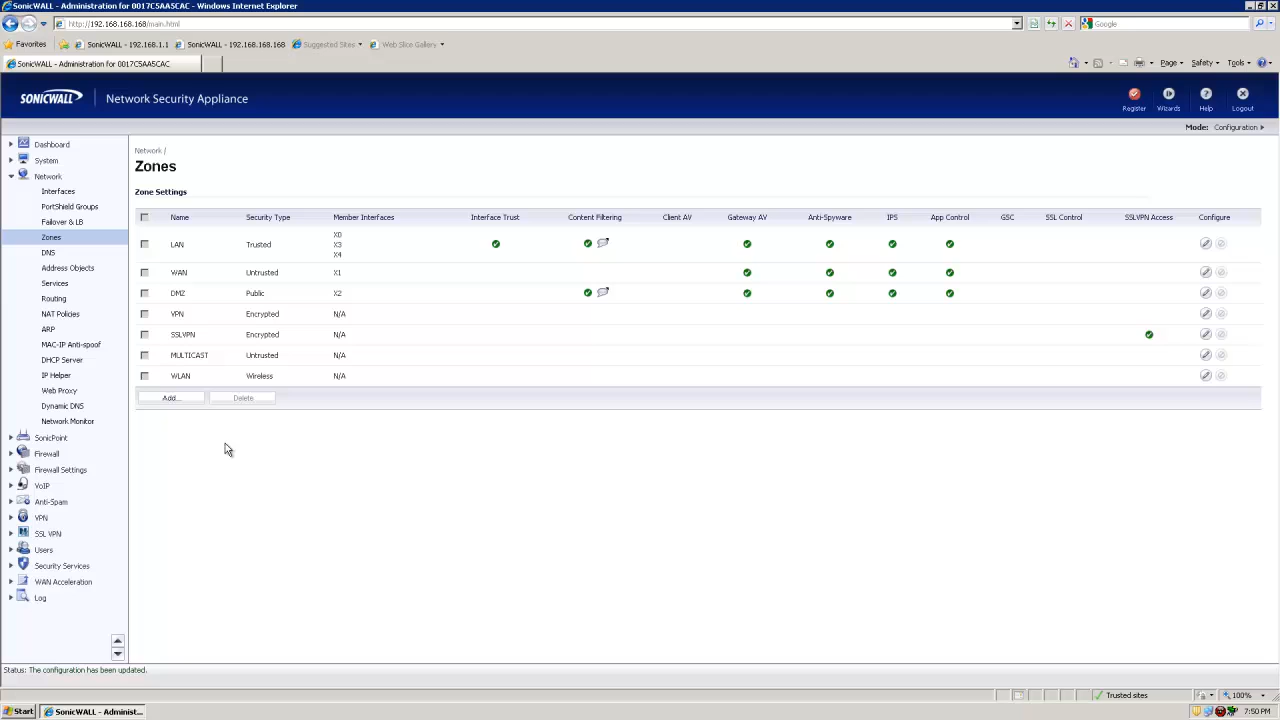 SonicWALL - Administration for 0017C5AA5CAC - Windows Internet Explorer
http://192.168.168.168/main.html
Google
Favorites SonicWALL - 192.168.1.1 SonicWALL - 192.168.168.168 Suggested Sites Web Slice Gallery
SonicWALL - Administration for 0017C5AA5CAC Page Safety Tools
SONICWALL Network Security Appliance
Register Wizards Help Logout
Mode: Configuration
Dashboard
System
Network
Interfaces
PortShield Groups
Failover & LB
Zones
DNS
Address Objects
Services
Routing
NAT Policies
ARP
MAC-IP Anti-spoof
DHCP Server
IP Helper
Web Proxy
Dynamic DNS
Network Monitor
SonicPoint
Firewall
Firewall Settings
VoIP
Anti-Spam
VPN
SSL VPN
Users
Security Services
WAN Acceleration
Log
Network /
Zones
Zone Settings
Name Security Type Member Interfaces Interface Trust Content Filtering Client AV Gateway AV Anti-Spyware IPS App Control GSC SSL Control SSLVPN Access Configure
X0
LAN Trusted X3
X4
WAN Untrusted X1
DMZ Public X2
VPN Encrypted N/A
SSLVPN Encrypted N/A
MULTICAST Untrusted N/A
WLAN Wireless N/A
Add... Delete
Status: The configuration has been updated.
Trusted sites 100%
Start SonicWALL - Administ... 7:50 PM